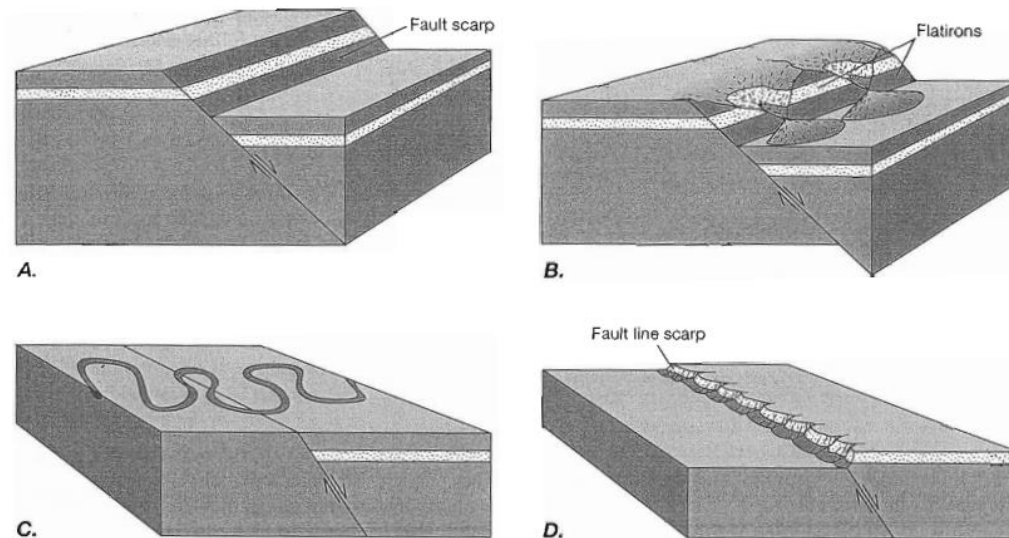 Fault scarp
Flatirons
A.
B.
Fault line scarp
C.
D.